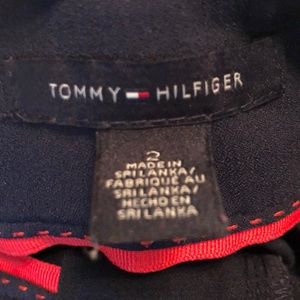 TOMMY HILFIGER
2
MADE IN
SRI LANKA/
FABRIQUÉ AU
SRI LANKA/
HECHO EN
SRI LANKA